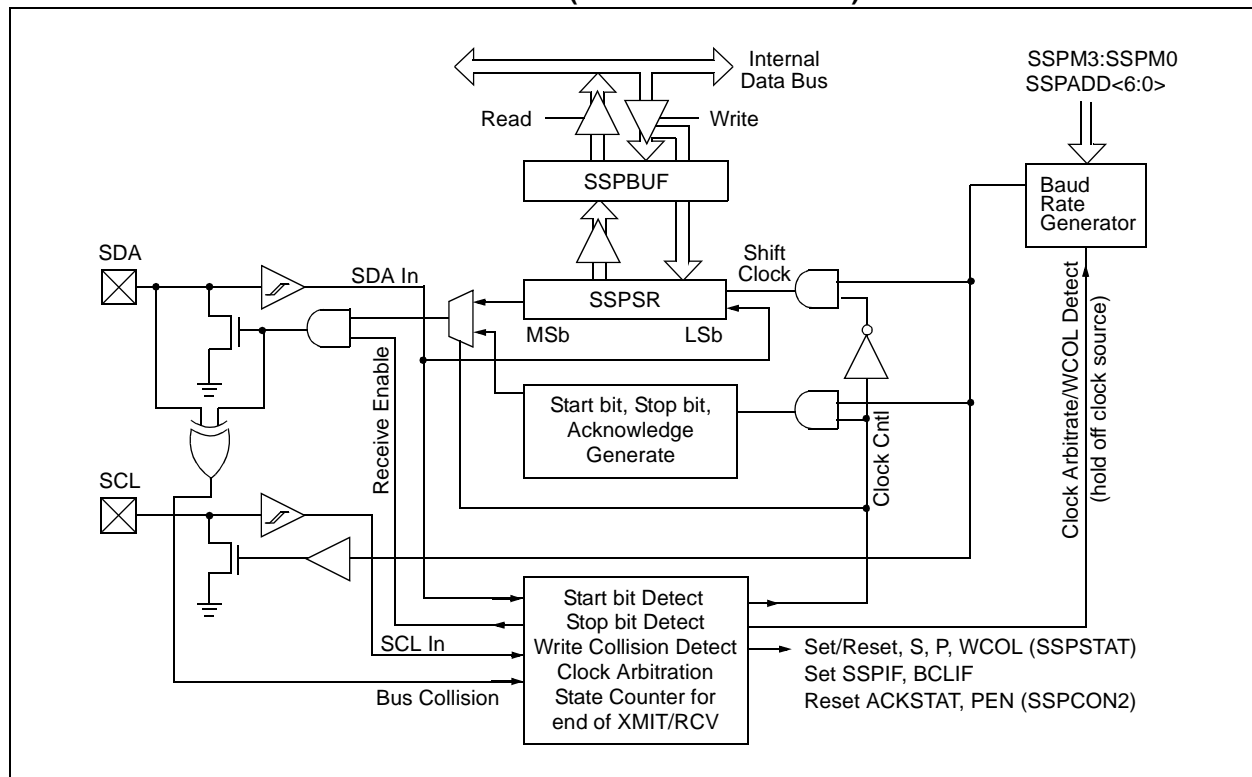 Internal
Data Bus
SSPM3:SSPM0
SSPADD<6:0>
Read
Write
SSPBUF
Baud
Rate
Generator
SDA
SDA In
Shift
Clock
SSPSR
MSb
LSb
Start bit, Stop bit,
Acknowledge
Generate
Receive Enable
Clock Cntl
Clock Arbitrate/WCOL Detect
(hold off clock source)
SCL
SCL In
Bus Collision
Start bit Detect
Stop bit Detect
Write Collision Detect
Clock Arbitration
State Counter for
end of XMIT/RCV
Set/Reset, S, P, WCOL (SSPSTAT)
Set SSPIF, BCLIF
Reset ACKSTAT, PEN (SSPCON2)